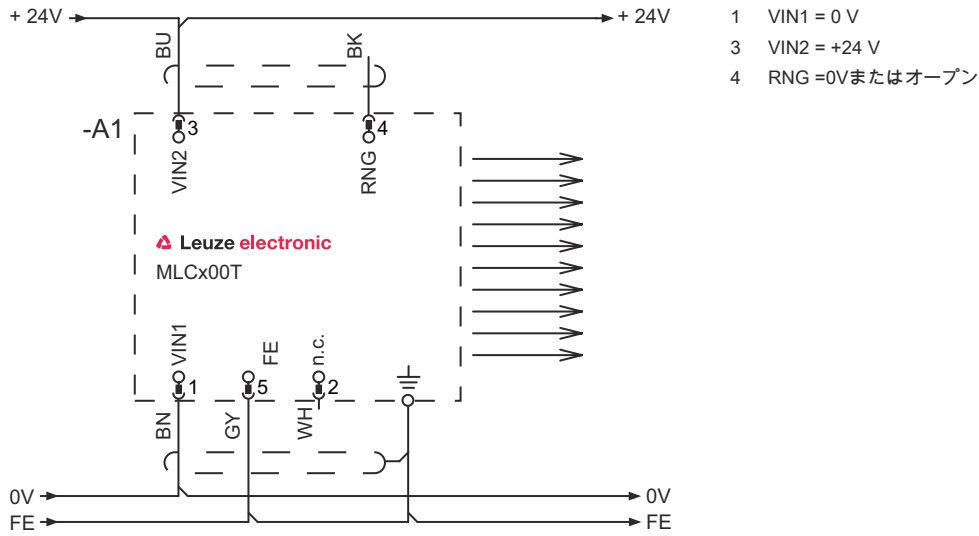 + 24V
+ 24V
BU
BK
-A1
3
4
VIN2
RNG
Leuze electronic
MLCx00T
VIN1
FE
n.c.
1
5
2
BN
GY
WH
0V
0V
FE
FE
1 VIN1 = 0 V
3 VIN2 = +24 V
4 RNG =0Vまたはオープン